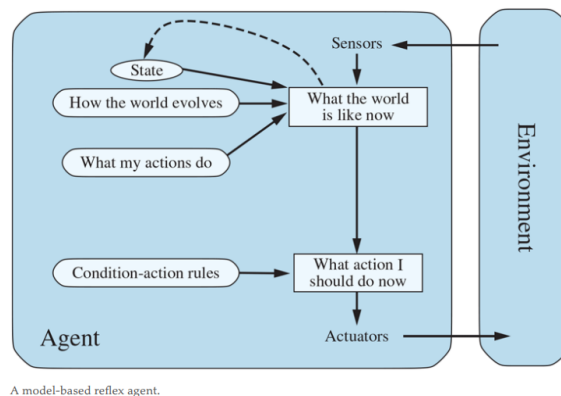 Sensors
State
How the world evolves
What the world
is like now
What my actions do
Environment
Condition-action rules
What action I
should do now
Agent
Actuators
A model-based reflex agent.